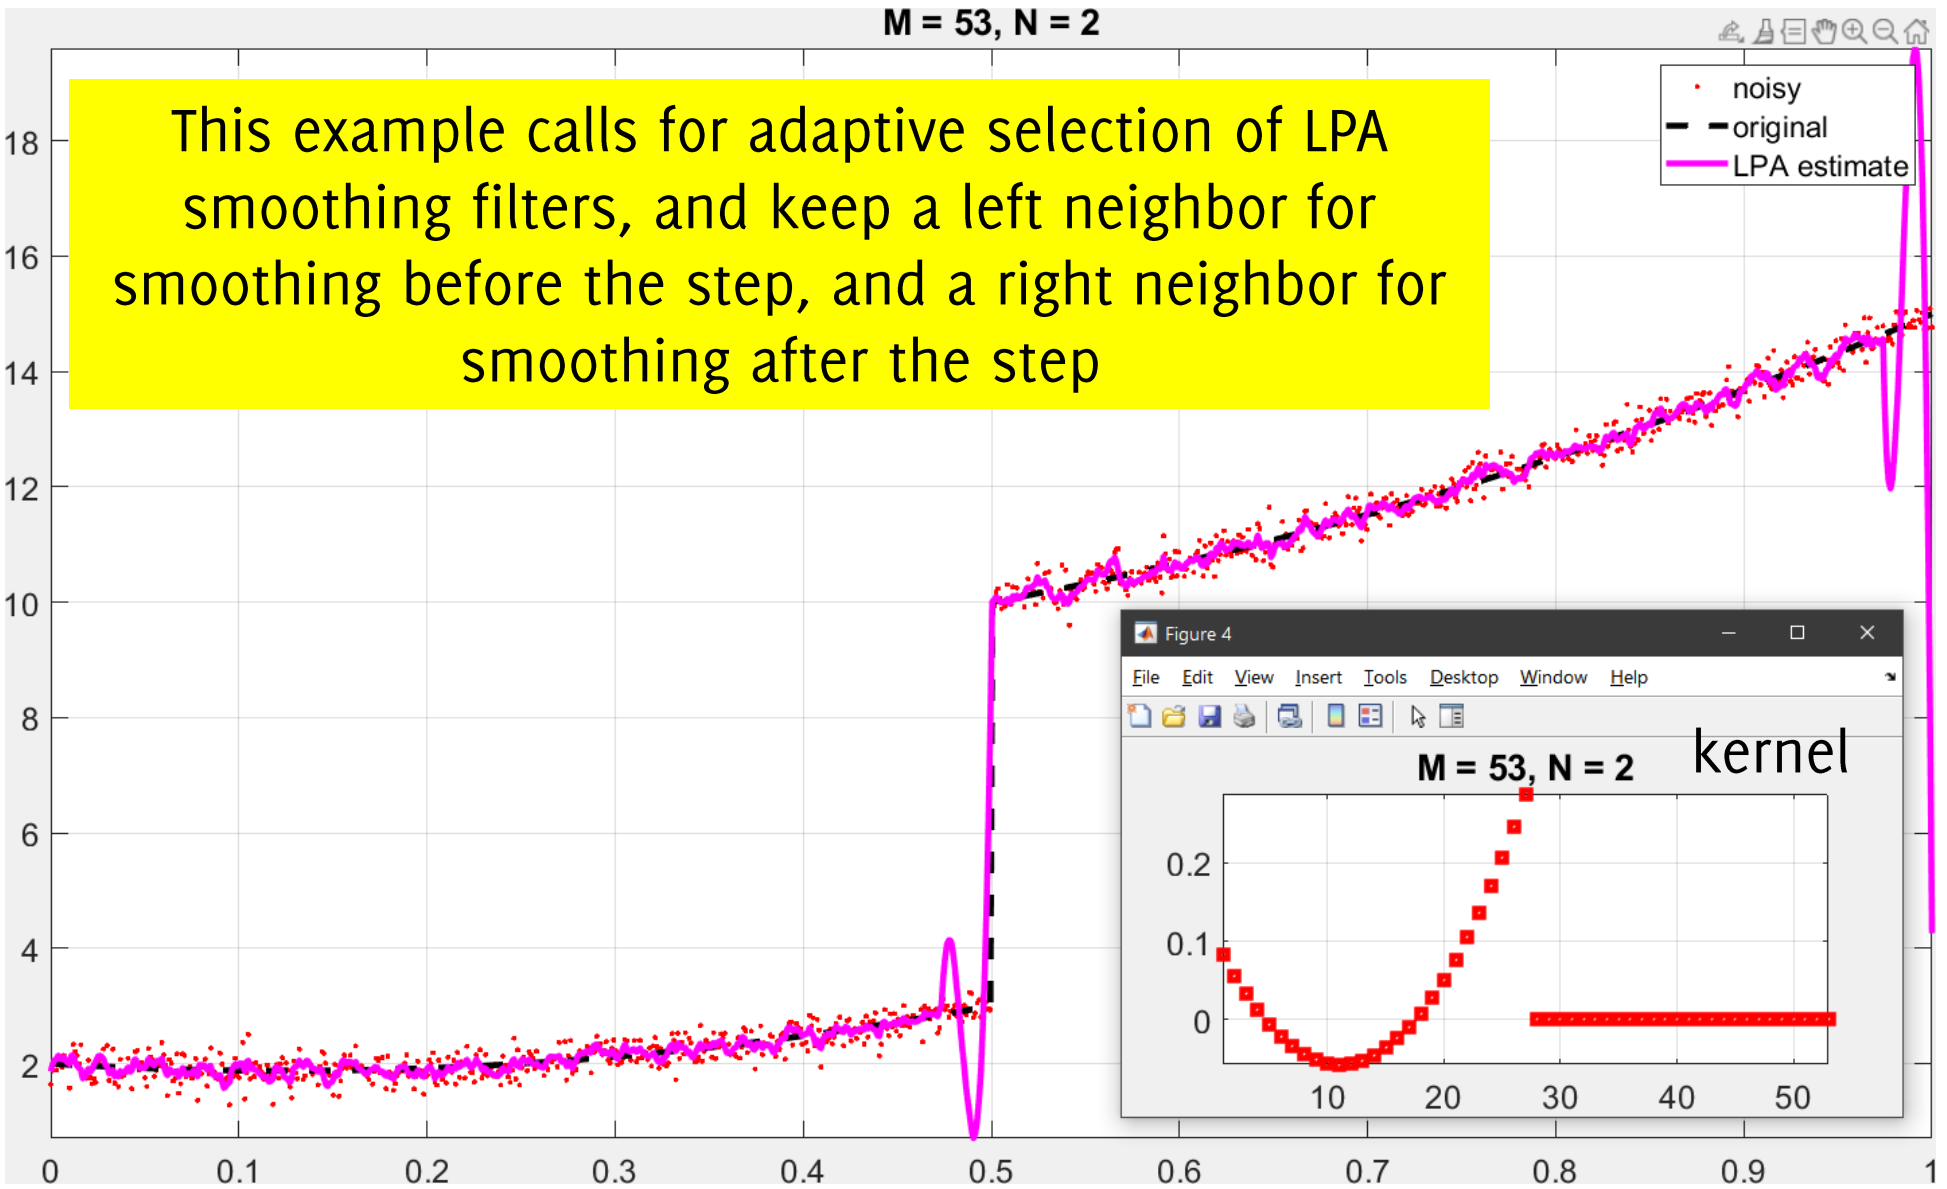 M = 53, N = 2
noisy
original
LPA estimate
This example calls for adaptive selection of LPA
smoothing filters, and keep a left neighbor for
smoothing before the step, and a right neighbor for
smoothing after the step
18
16
14
12
10
8
6
4
2
0 0.1 0.2 0.3 0.4 0.5 0.6 0.7 0.8 0.9 1
Figure 4
File Edit View Insert Tools Desktop Window Help
kernel
M = 53, N = 2
0.2
0.1
0
10 20 30 40 50